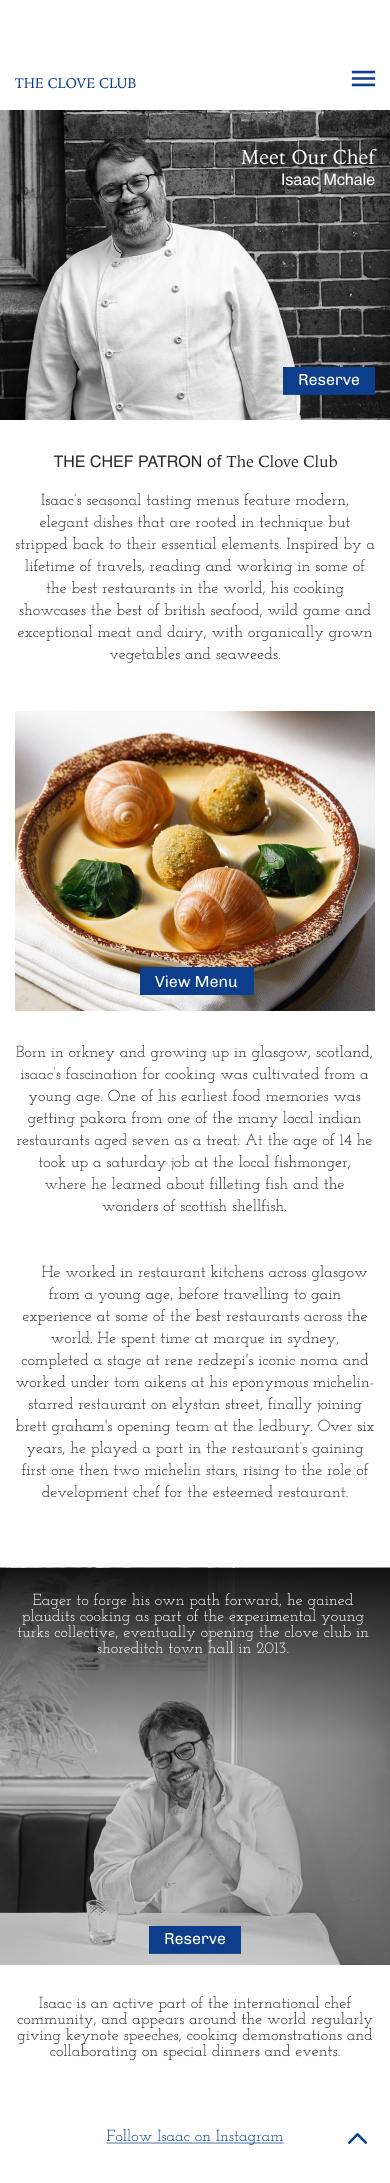 THE CLOVE CLUB
Meet Our Chef
Isaac Mchale
Reserve
THE CHEF PATRON of The Clove Club
Isaac's seasonal tasting menus feature modern,
elegant dishes that are rooted in technique but
stripped back to their essential elements. Inspired by a
lifetime of travels, reading and working in some of
the best restaurants in the world, his cooking
showcases the best of british seafood, wild game and
exceptional meat and dairy, with organically grown
vegetables and seaweeds.
View Menu
Born in orkney and growing up in glasgow, scotland,
isaac's fascination for cooking was cultivated from a
young age. One of his earliest food memories was
getting pakora from one of the many local indian
restaurants aged seven as a treat. At the age of 14 he
took up a saturday job at the local fishmonger,
where he learned about filleting fish and the
wonders of scottish shellfish.
He worked in restaurant kitchens across glasgow
from a young age, before travelling to gain
experience at some of the best restaurants across the
world. He spent time at marque in sydney,
completed a stage at rene redzepi's iconic noma and
worked under tom aikens at his eponymous michelin-
starred restaurant on elystan street, finally joining
brett graham's opening team at the ledbury. Over six
years, he played a part in the restaurant's gaining
first one then two michelin stars, rising to the role of
development chef for the esteemed restaurant.
Eager to forge his own path forward, he gained
plaudits cooking as part of the experimental young
turks collective, eventually opening the clove club in
shoreditch town hall in 2013.
Reserve
Isaac is an active part of the international chef
community, and appears around the world regularly
giving keynote speeches, cooking demonstrations and
collaborating on special dinners and events.
Follow Isaac on Instagram